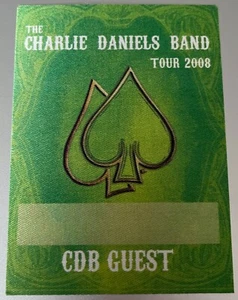 THE
CHARLIE DANIELS BAND
TOUR 2008
CDB GUEST